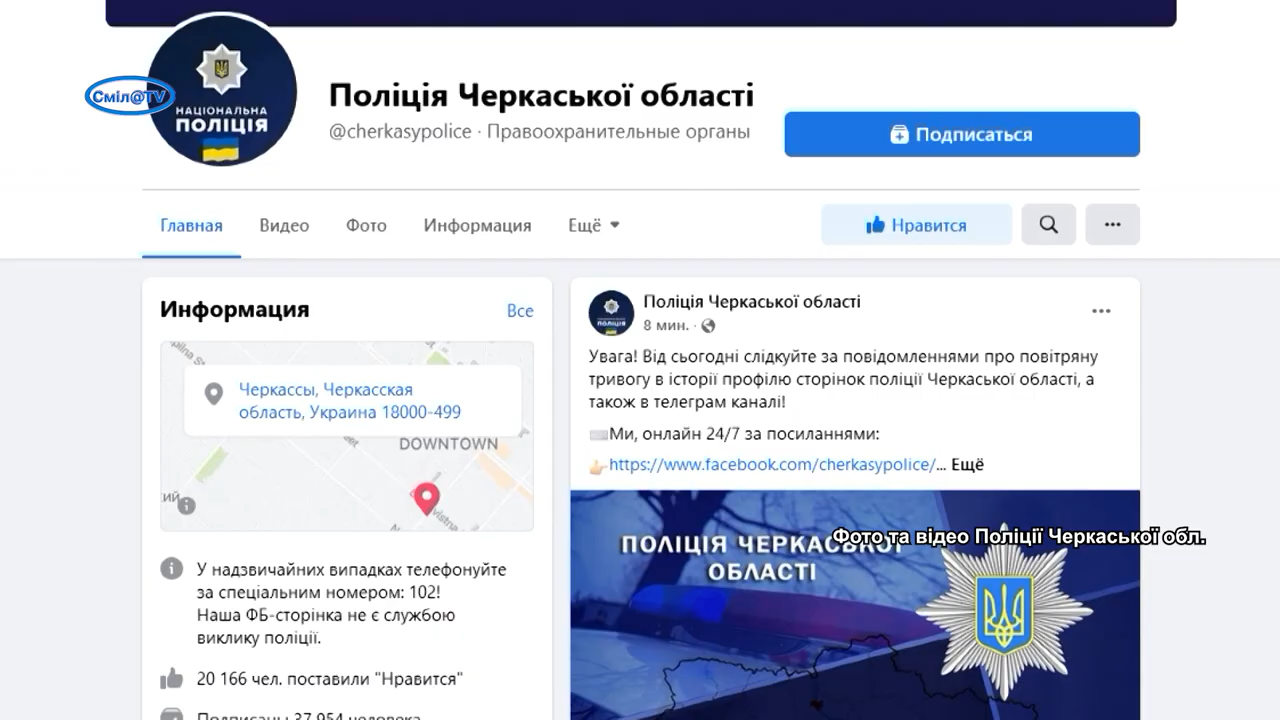 Сміл@TV
НАЦІОНАЛЬНА
ПОЛІЦІЯ
Поліція Черкаської області
@cherkasypolice · Правоохранительные органы
Подписаться
Главная
Видео
Фото
Информация
Ещё
Нравится
Информация
Все
Черкассы, Черкасская
область, Украина 18000-499
DOWNTOWN
У надзвичайних випадках телефонуйте
за спеціальним номером: 102!
Наша ФБ-сторінка не є службою
виклику поліції.
20 166 чел. поставили "Нравится"
Подписаны 37 954 человека
Поліція Черкаської області
8 мин.
Увага! Від сьогодні слідкуйте за повідомленнями про повітряну
тривогу в історії профілю сторінок поліції Черкаської області, а
також в телеграм каналі!
Ми, онлайн 24/7 за посиланнями:
https://www.facebook.com/cherkasypolice/... Ещё
ПОЛІЦІЯ ЧЕРКАСЬКОЇ
ОБЛАСТІ
Фото та відео Поліції Черкаської обл.